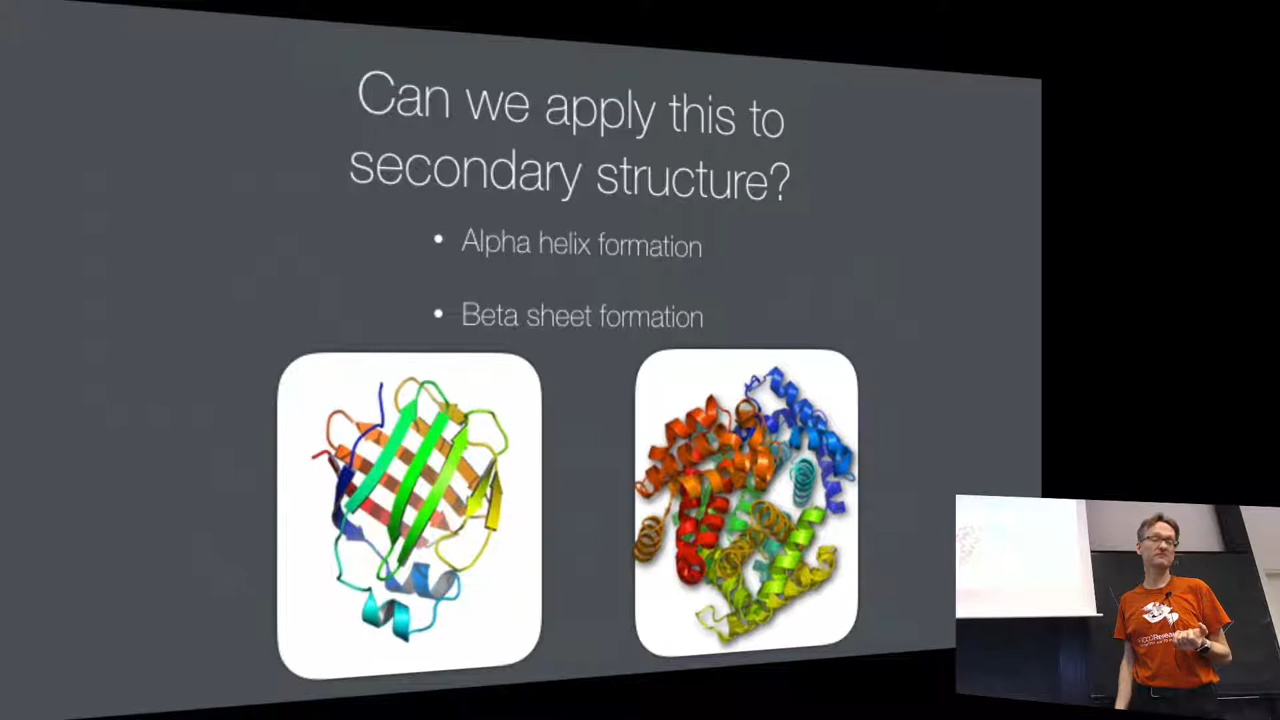 Can we apply this to
secondary structure?
• Alpha helix formation
• Beta sheet formation